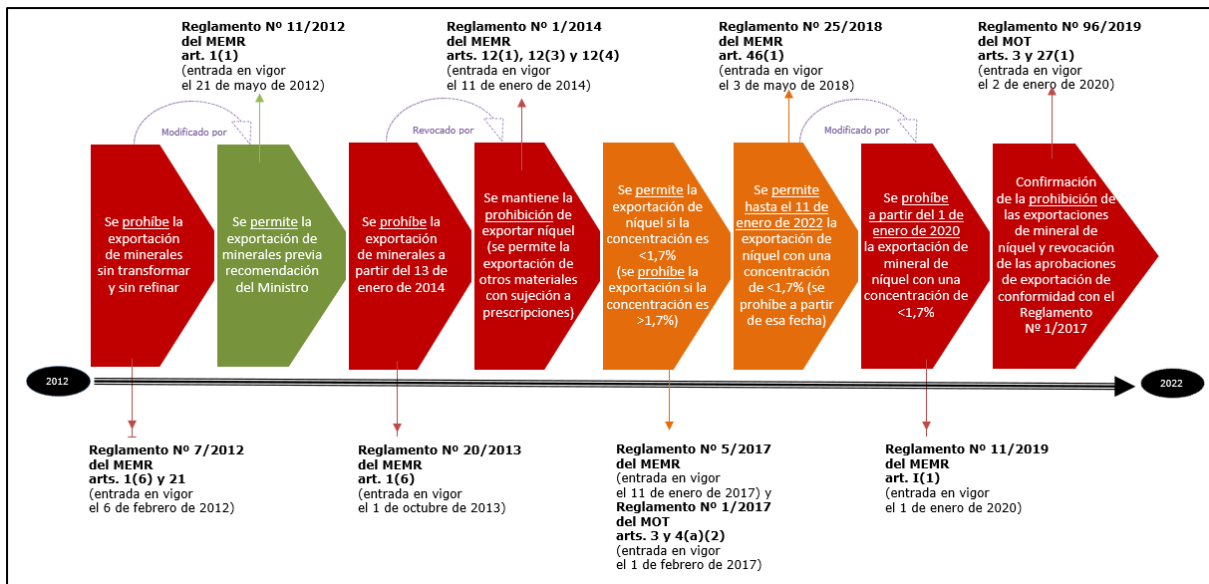 Reglamento Nº 11/2012
del MEMR
art. 1(1)
(entrada en vigor
el 21 de mayo de 2012)
Reglamento Nº 1/2014
del MEMR
arts. 12(1), 12(3) y 12(4)
(entrada en vigor
el 11 de enero de 2014)
Reglamento Nº 25/2018
del MEMR
art. 46(1)
(entrada en vigor
el 3 de mayo de 2018)
Reglamento Nº 96/2019
del MOT
arts. 3 y 27(1)
(entrada en vigor
el 2 de enero de 2020)
Modificado por
Revocado por
Modificado por
Se prohíbe la
exportación
de minerales
sin transformar
y sin refinar
Se permite la
exportación de
minerales previa
recomendación
del Ministro
Se prohíbe la
exportación
de minerales a
partir del 13 de
enero de 2014
Se mantiene la
prohibición de
exportar níquel
(se permite la
exportación de
otros materiales
con sujeción a
prescripciones)
Se permite la
exportación de
níquel si la
concentración es
<1,7%
(se prohíbe la
exportación si la
concentración es
>1,7%)
Se permite
hasta el 11 de
enero de 2022 la
exportación de
níquel con una
concentración
de <1,7% (se
prohíbe a partir
de esa fecha)
Se prohíbe
a partir del 1 de
enero de 2020
la exportación de
mineral de
níquel con una
concentración de
<1,7%
Confirmación
de la prohibición de
las exportaciones
de mineral de
níquel y revocación
de las aprobaciones
de exportación de
conformidad con el
Reglamento
Nº 1/2017
2012
2022
Reglamento Nº 7/2012
del MEMR
arts. 1(6) y 21
(entrada en vigor
el 6 de febrero de 2012)
Reglamento Nº 20/2013
del MEMR
art. 1(6)
(entrada en vigor
el 1 de octubre de 2013)
Reglamento Nº 5/2017
del MEMR
(entrada en vigor
el 11 de enero de 2017) y
Reglamento Nº 1/2017
del MOT
arts. 3 y 4(a)(2)
(entrada en vigor
el 1 de febrero de 2017)
Reglamento Nº 11/2019
del MEMR
art. I(1)
(entrada en vigor
el 1 de enero de 2020)